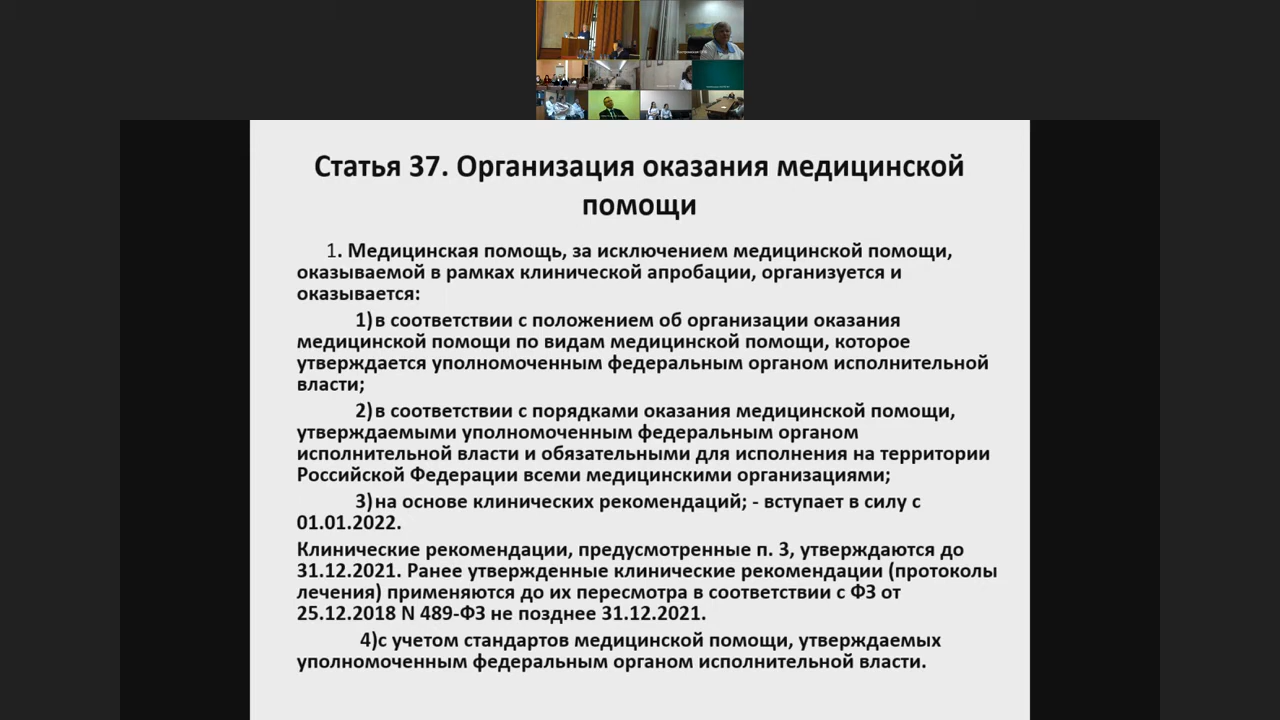 Статья 37. Организация оказания медицинской
помощи
1. Медицинская помощь, за исключением медицинской помощи,
оказываемой в рамках клинической апробации, организуется и
оказывается:
1)в соответствии с положением об организации оказания
медицинской помощи по видам медицинской помощи, которое
утверждается уполномоченным федеральным органом исполнительной
власти;
2)в соответствии с порядками оказания медицинской помощи,
утверждаемыми уполномоченным федеральным органом
исполнительной власти и обязательными для исполнения на территории
Российской Федерации всеми медицинскими организациями;
3)на основе клинических рекомендаций; - вступает в силу с
01.01.2022.
Клинические рекомендации, предусмотренные п. 3, утверждаются до
31.12.2021. Ранее утвержденные клинические рекомендации (протоколы
лечения) применяются до их пересмотра в соответствии с ФЗ от
25.12.2018 N 489-ФЗ не позднее 31.12.2021.
4)с учетом стандартов медицинской помощи, утверждаемых
уполномоченным федеральным органом исполнительной власти.